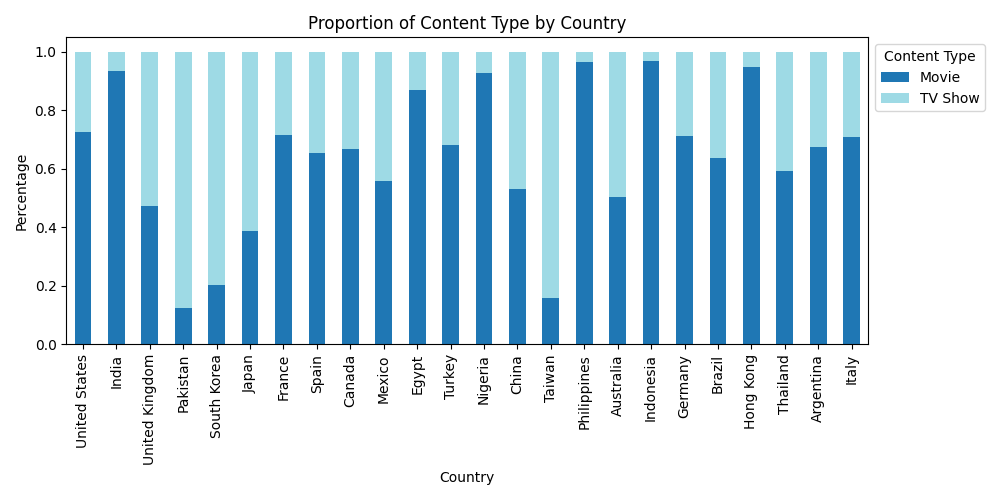 Proportion of Content Type by Country
Content Type
Movie
TV Show
Percentage
1.0
0.8
0.6
0.4
0.2
0.0
United States
India
United Kingdom
Pakistan
South Korea
Japan
France
Spain
Canada
Mexico
Egypt
Turkey
Nigeria
China
Taiwan
Philippines
Australia
Indonesia
Germany
Brazil
Hong Kong
Thailand
Argentina
Italy
Country